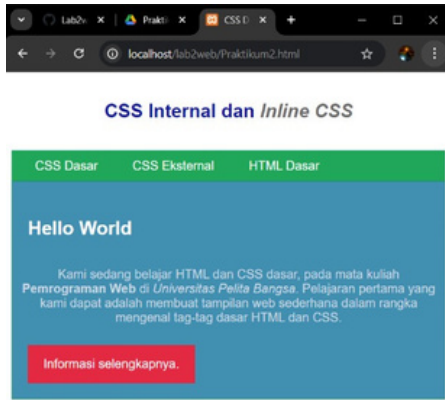 Lab2w
Prakti
CSS D
localhost/lab2web/Praktikum2.html
CSS Internal dan Inline CSS
CSS Dasar
CSS Eksternal
HTML Dasar
Hello World
Kami sedang belajar HTML dan CSS dasar, pada mata kuliah
Pemrograman Web di Universitas Pelita Bangsa. Pelajaran pertama yang
kami dapat adalah membuat tampilan web sederhana dalam rangka
mengenal tag-tag dasar HTML dan CSS.
Informasi selengkapnya.